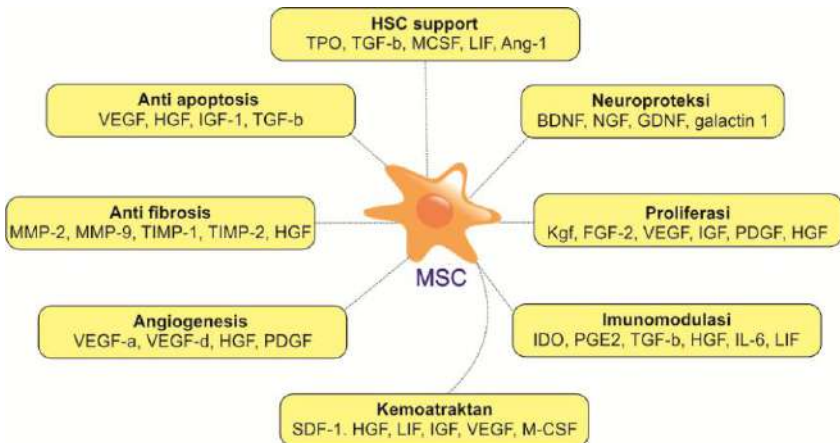 HSC support
TPO, TGF-b, MCSF, LIF, Ang-1
Anti apoptosis
VEGF, HGF, IGF-1, TGF-b
Neuroproteksi
BDNF, NGF, GDNF, galactin 1
Anti fibrosis
MMP-2, MMP-9, TIMP-1, TIMP-2, HGF
Proliferasi
Kgf, FGF-2, VEGF, IGF, PDGF, HGF
MSC
Angiogenesis
VEGF-a, VEGF-d, HGF, PDGF
Imunomodulasi
IDO, PGE2, TGF-b, HGF, IL-6, LIF
Kemoatraktan
SDF-1. HGF, LIF, IGF, VEGF, M-CSF